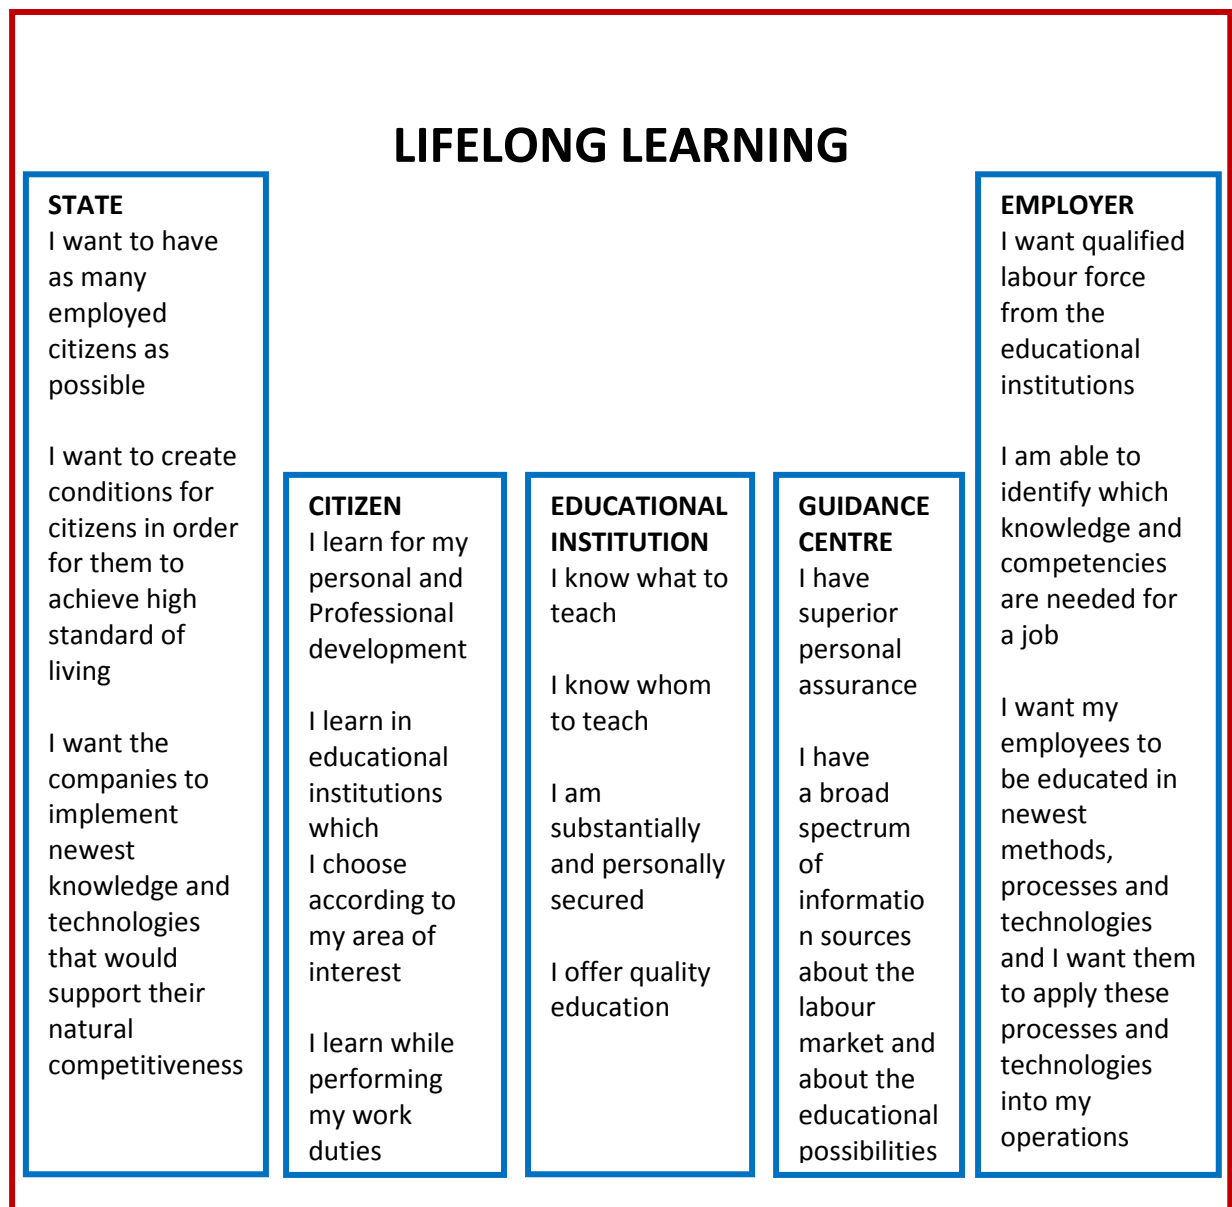 LIFELONG LEARNING
STATE
I want to have
as many
employed
citizens as
possible
I want to create
conditions for
citizens in order
for them to
achieve high
standard of
living
I want the
companies to
implement
newest
knowledge and
technologies
that would
support their
natural
competitiveness
CITIZEN
I learn for my
personal and
Professional
development
I learn in
educational
institutions
which
I choose
according to
my area of
interest
I learn while
performing
my work
duties
EDUCATIONAL
INSTITUTION
I know what to
teach
I know whom
to teach
I am
substantially
and personally
secured
I offer quality
education
GUIDANCE
CENTRE
I have
superior
personal
assurance
I have
a broad
spectrum
of
informatio
n sources
about the
labour
market and
about the
educational
possibilities
EMPLOYER
I want qualified
labour force
from the
educational
institutions
I am able to
identify which
knowledge and
competencies
are needed for
a job
I want my
employees to
be educated in
newest
methods,
processes and
technologies
and I want them
to apply these
processes and
technologies
into my
operations